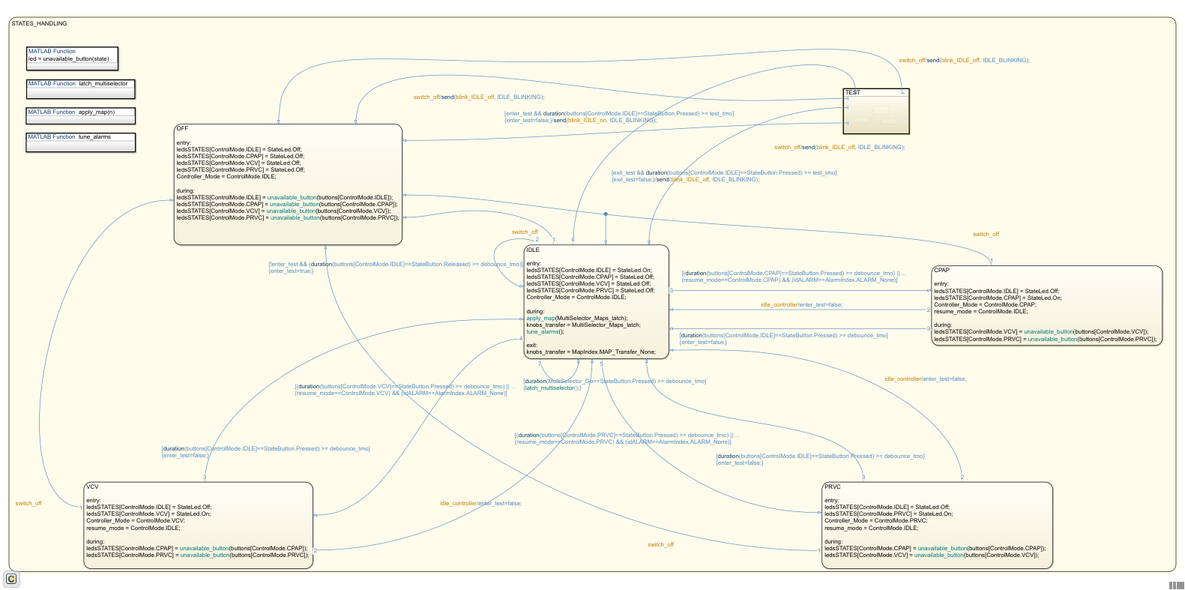 STATES_HANDLING
MATLAB Function
led = unavailable_button(state)
MATLAB Function latch_multiselector
MATLAB Function apply_map(n)
MATLAB Function tune_alarms
switch_off/send(blink_IDLE_off, IDLE_BLINKING);
TEST
switch_off/send(blink_IDLE_off, IDLE_BLINKING);
[enter_test && duration(buttons[ControlMode.IDLE]==StateButton.Pressed) >= test_tmo]
{enter_test=false;}/send(blink_IDLE_on, IDLE_BLINKING);
switch_off/send(blink_IDLE_off, IDLE_BLINKING);
[exit_test && duration(buttons[ControlMode.IDLE]==StateButton.Pressed) >= test_tmo]
{exit_test=false;}/send(blink_IDLE_off, IDLE_BLINKING);
OFF
entry:
ledsSTATES[ControlMode.IDLE] = StateLed.Off;
ledsSTATES[ControlMode.CPAP] = StateLed.Off;
ledsSTATES[ControlMode.VCV] = StateLed.Off;
ledsSTATES[ControlMode.PRVC] = StateLed.Off;
Controller_Mode = ControlMode.IDLE;
during:
ledsSTATES[ControlMode.IDLE] = unavailable_button(buttons[ControlMode.IDLE]);
ledsSTATES[ControlMode.CPAP] = unavailable_button(buttons[ControlMode.CPAP]);
ledsSTATES[ControlMode.VCV] = unavailable_button(buttons[ControlMode.VCV]);
ledsSTATES[ControlMode.PRVC] = unavailable_button(buttons[ControlMode.PRVC]);
switch_off
switch_off
[!enter_test && (duration(buttons[ControlMode.IDLE]==StateButton.Released) >= debounce_tmo)]
{enter_test=true;}
IDLE
entry:
ledsSTATES[ControlMode.IDLE] = StateLed.On;
ledsSTATES[ControlMode.CPAP] = StateLed.Off;
ledsSTATES[ControlMode.VCV] = StateLed.Off;
ledsSTATES[ControlMode.PRVC] = StateLed.Off;
Controller_Mode = ControlMode.IDLE;
during:
apply_map(MultiSelector_Maps_latch);
knobs_transfer = MultiSelector_Maps_latch;
tune_alarms();
exit:
knobs_transfer = MapIndex.MAP_Transfer_None;
[(duration(buttons[ControlMode.CPAP]==StateButton.Pressed) >= debounce_tmo) || ...
(resume_mode==ControlMode.CPAP) && (idALARM==AlarmIndex.ALARM_None)]
idle_controller/enter_test=false;
[duration(buttons[ControlMode.IDLE]==StateButton.Pressed) >= debounce_tmo]
{enter_test=false;}
CPAP
entry:
ledsSTATES[ControlMode.IDLE] = StateLed.Off;
ledsSTATES[ControlMode.CPAP] = StateLed.On;
Controller_Mode = ControlMode.CPAP;
resume_mode = ControlMode.IDLE;
during:
ledsSTATES[ControlMode.VCV] = unavailable_button(buttons[ControlMode.VCV]);
ledsSTATES[ControlMode.PRVC] = unavailable_button(buttons[ControlMode.PRVC]);
[(duration(buttons[ControlMode.VCV]==StateButton.Pressed) >= debounce_tmo) || ...
(resume_mode==ControlMode.VCV) && (idALARM==AlarmIndex.ALARM_None)]
[duration(MultiSelector_Go==StateButton.Pressed) >= debounce_tmo]
{latch_multiselector();}
idle_controller/enter_test=false;
[(duration(buttons[ControlMode.PRVC]==StateButton.Pressed) >= debounce_tmo) || ...
(resume_mode==ControlMode.PRVC) && (idALARM==AlarmIndex.ALARM_None)]
[duration(buttons[ControlMode.IDLE]==StateButton.Pressed) >= debounce_tmo]
{enter_test=false;}
[duration(buttons[ControlMode.IDLE]==StateButton.Pressed) >= debounce_tmo]
{enter_test=false;}
switch_off
idle_controller/enter_test=false;
switch_off
VCV
entry:
ledsSTATES[ControlMode.IDLE] = StateLed.Off;
ledsSTATES[ControlMode.VCV] = StateLed.On;
Controller_Mode = ControlMode.VCV;
resume_mode = ControlMode.IDLE;
during:
ledsSTATES[ControlMode.CPAP] = unavailable_button(buttons[ControlMode.CPAP]);
ledsSTATES[ControlMode.PRVC] = unavailable_button(buttons[ControlMode.PRVC]);
PRVC
entry:
ledsSTATES[ControlMode.IDLE] = StateLed.Off;
ledsSTATES[ControlMode.PRVC] = StateLed.On;
Controller_Mode = ControlMode.PRVC;
resume_mode = ControlMode.IDLE;
during:
ledsSTATES[ControlMode.CPAP] = unavailable_button(buttons[ControlMode.CPAP]);
ledsSTATES[ControlMode.VCV] = unavailable_button(buttons[ControlMode.VCV]);
C